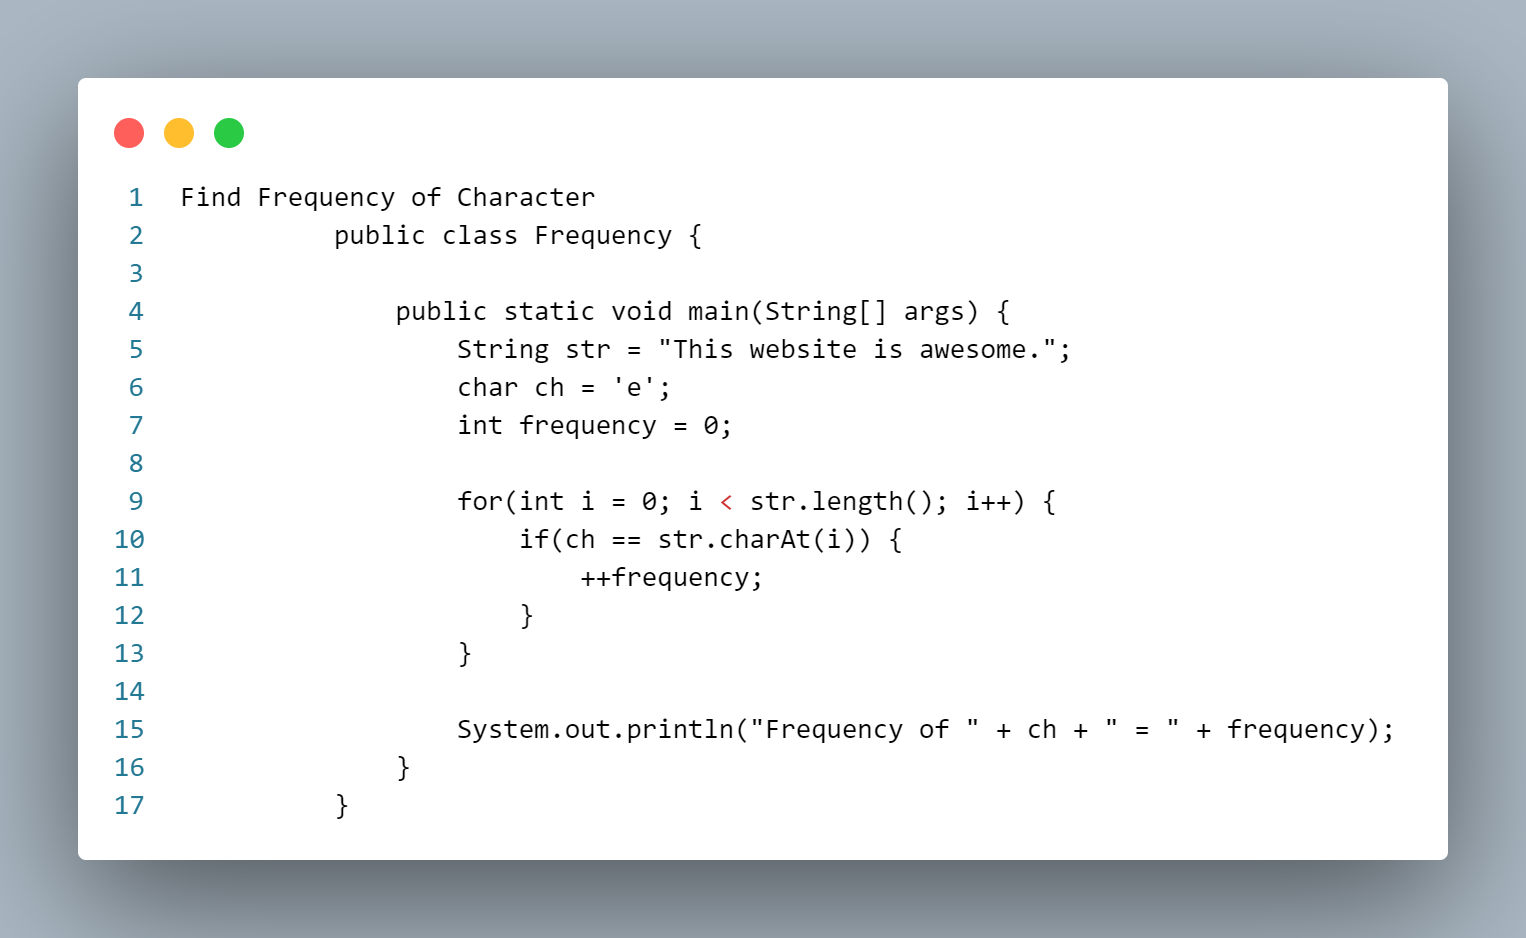 1 Find Frequency of Character
2 public class Frequency {
3
4 public static void main(String[] args) {
5 String str = "This website is awesome.";
6 char ch = 'e';
7 int frequency = 0;
8
9 for(int i = 0; i < str.length(); i++) {
10 if(ch == str.charAt(i)) {
11 ++frequency;
12 }
13 }
14
15 System.out.println("Frequency of " + ch + " = " + frequency);
16 }
17 }